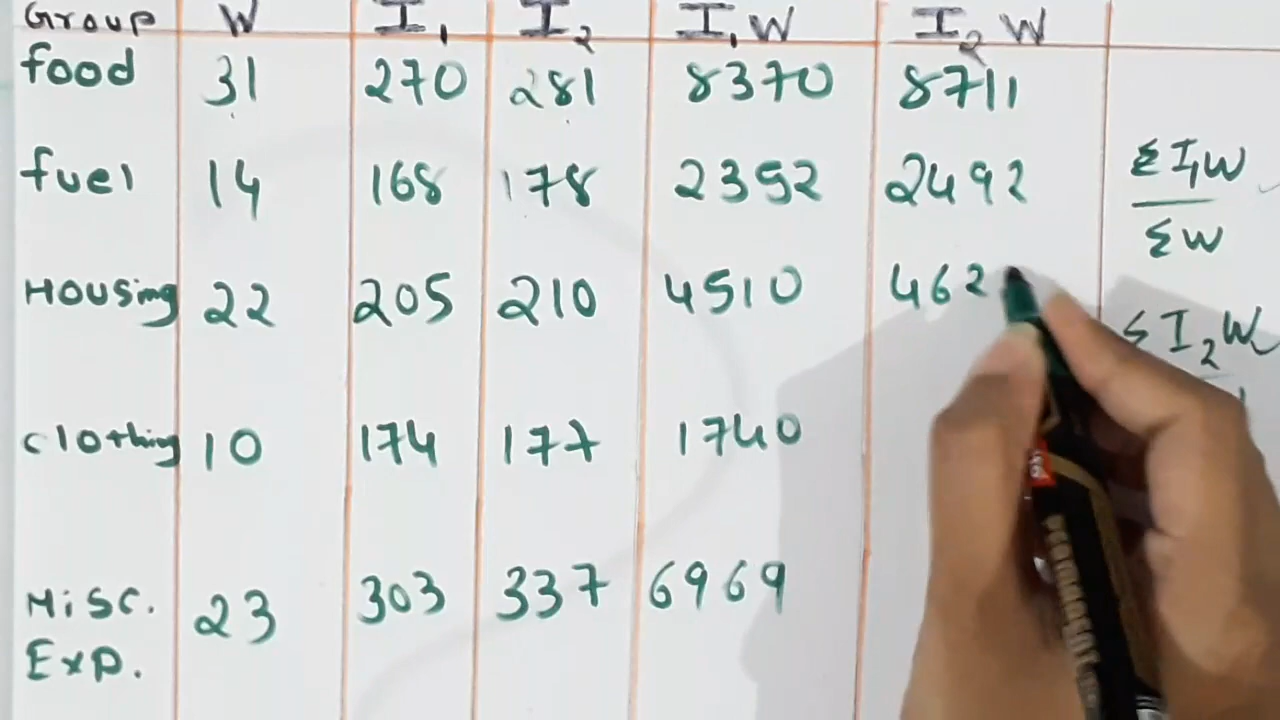 Group W I₁ I₂ I₁W I₂W
food 31 270 281 8370 8711
fuel 14 168 178 2352 2492
Housing 22 205 210 4510 462
Clothing 10 174 177 1740
Misc. Exp. 23 303 337 6969
ΣI₁W
ΣW
ΣI₂W